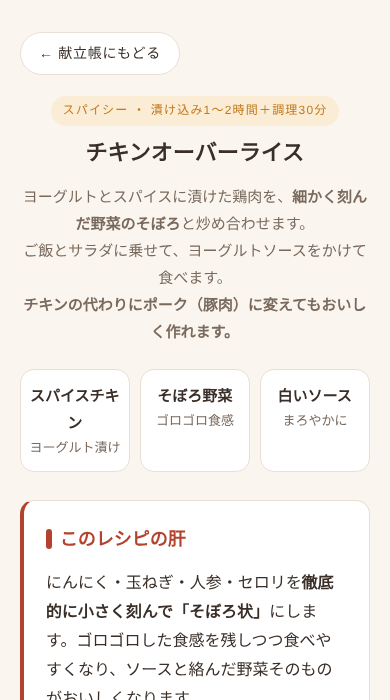 ← 献立帳にもどる
スパイシー ・ 漬け込み1〜2時間＋調理30分
チキンオーバーライス
ヨーグルトとスパイスに漬けた鶏肉を、細かく刻ん
だ野菜のそぼろと炒め合わせます。
ご飯とサラダに乗せて、ヨーグルトソースをかけて
食べます。
チキンの代わりにポーク（豚肉）に変えてもおいし
く作れます。
スパイスチキ
ン
ヨーグルト漬け
そぼろ野菜
ゴロゴロ食感
白いソース
まろやかに
このレシピの肝
にんにく・玉ねぎ・人参・セロリを徹底
的に小さく刻んで「そぼろ状」にしま
す。ゴロゴロした食感を残しつつ食べや
すくなり、ソースと絡んだ野菜そのもの
がおいしくなります